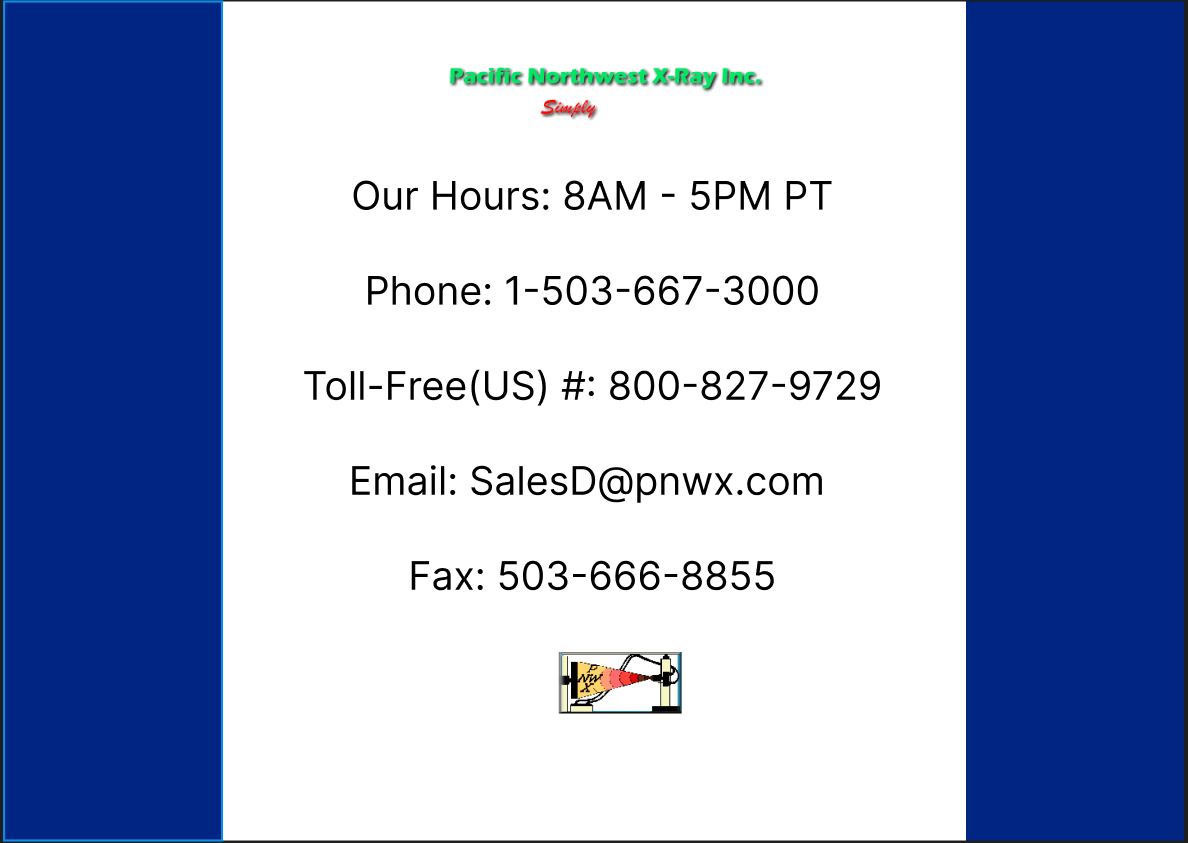 Pacific Northwest X-Ray Inc.
Simply
Our Hours: 8AM - 5PM PT
Phone: 1-503-667-3000
Toll-Free(US) #: 800-827-9729
Email: SalesD@pnwx.com
Fax: 503-666-8855
P
NW
X